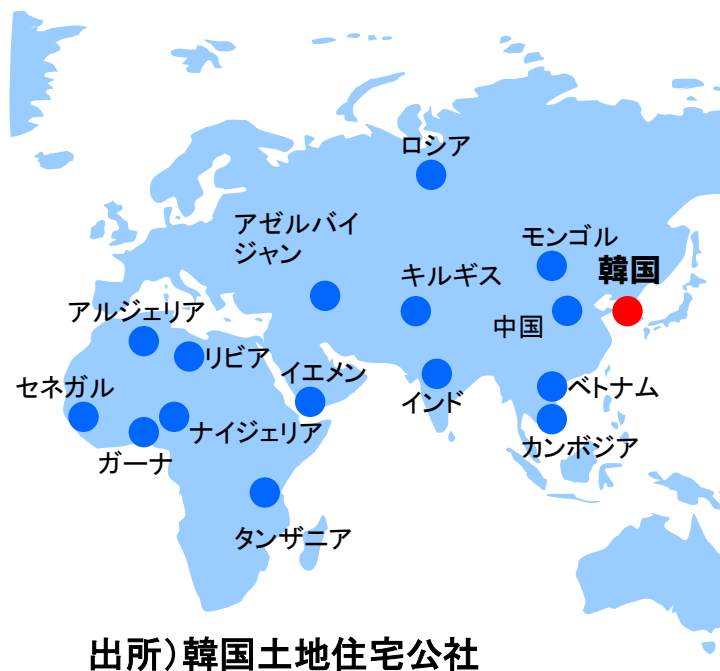 ロシア
アゼルバイ
ジャン
モンゴル
キルギス
韓国
アルジェリア
中国
リビア
イエメン
セネガル
インド
ベトナム
ナイジェリア
カンボジア
ガーナ
タンザニア
出所)韓国土地住宅公社